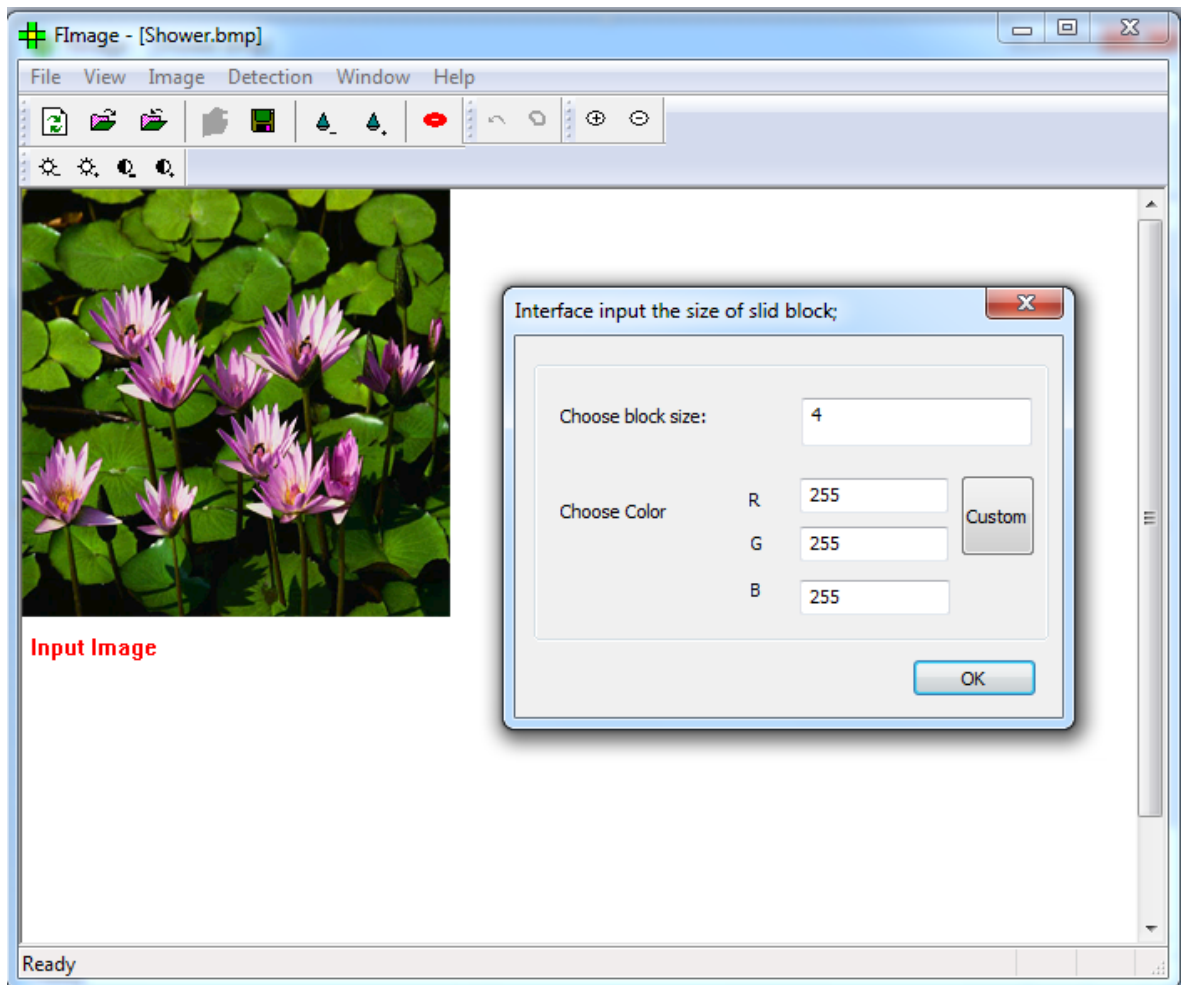 FImage - [Shower.bmp]
File View Image Detection Window Help
Interface input the size of slid block;
Choose block size: 4
Choose Color R 255
Custom
G 255
B 255
OK
Input Image
Ready